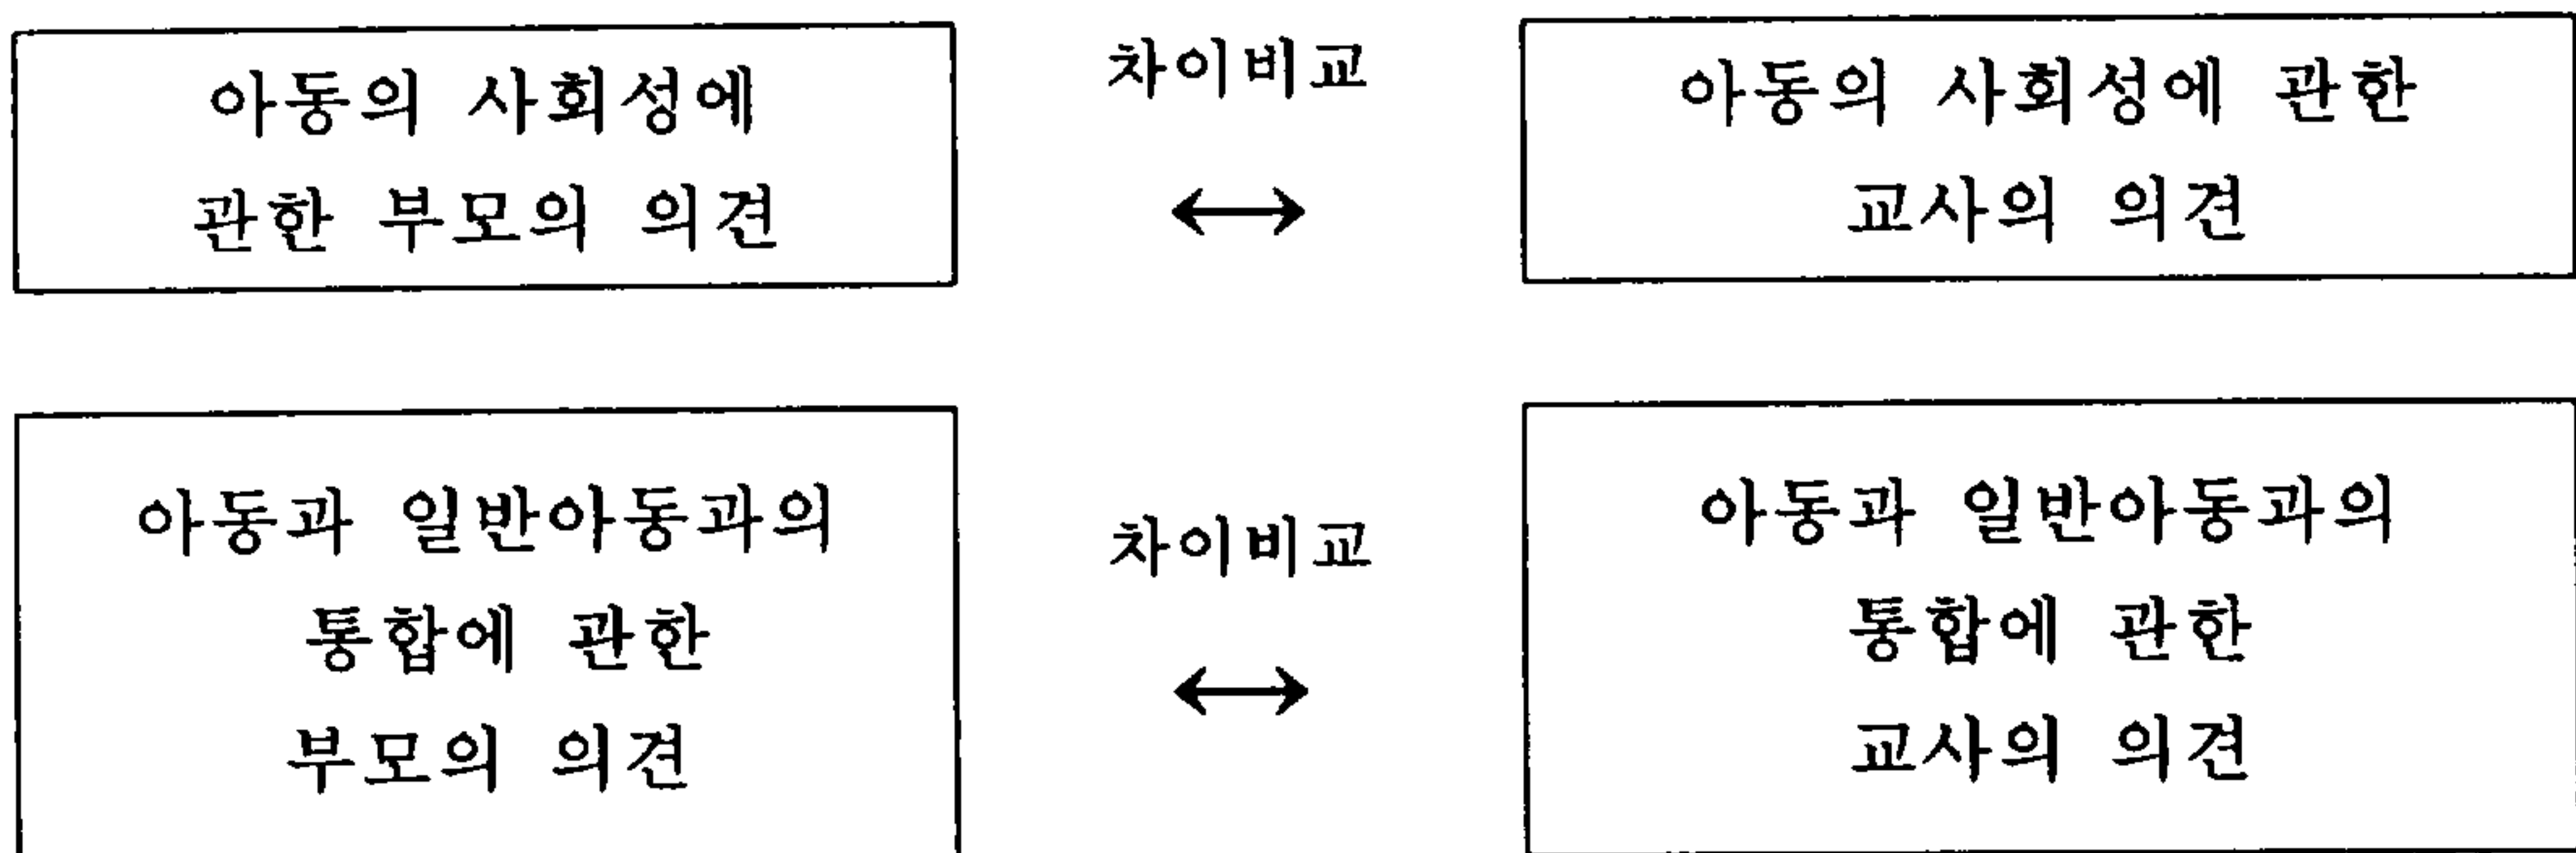 아동의 사회성에
관한 부모의 의견
차이비교
↔
아동의 사회성에 관한
교사의 의견
아동과 일반아동과의
통합에 관한
부모의 의견
차이비교
↔
아동과 일반아동과의
통합에 관한
교사의 의견